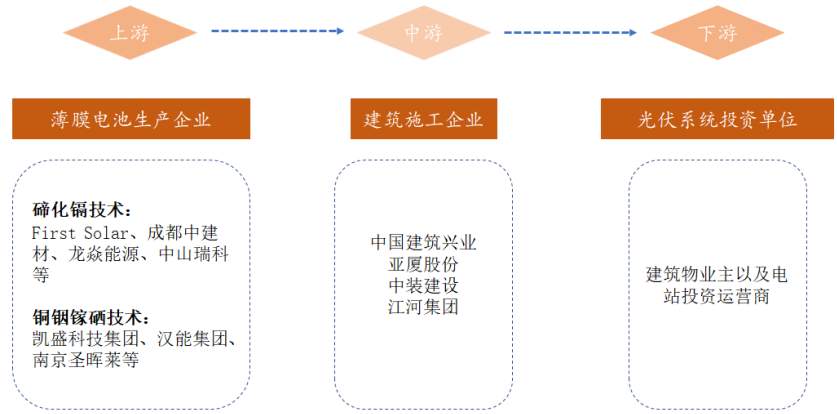 上游
中游
下游
薄膜电池生产企业
建筑施工企业
光伏系统投资单位
碲化镉技术：
First Solar、成都中建
材、龙焱能源、中山瑞科
等
铜铟镓硒技术：
凯盛科技集团、汉能集团、
南京圣晖莱等
中国建筑兴业
亚厦股份
中装建设
江河集团
建筑物业主以及电
站投资运营商